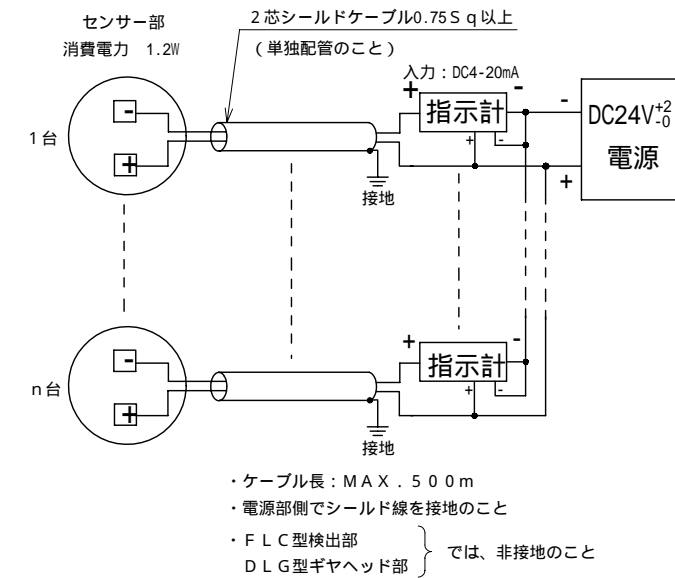 センサー部
消費電力 1.2W
2芯シールドケーブル0.75Sq以上
(単独配管のこと)
入力:DC4-20mA
+
-
指示計
+ -
-
+
DC24V+2 -0
電源
1台
-
+
接地
n台
-
+
+
-
指示計
+ -
接地
・ケーブル長:MAX.500m
・電源部側でシールド線を接地のこと
・FLC型検出部
DLG型ギヤヘッド部
では、非接地のこと